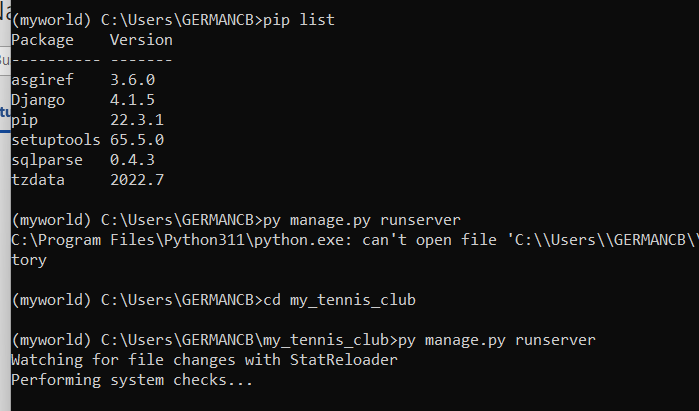 (myworld) C:\Users\GERMANCB>pip list
Package    Version
---------- -------
asgiref    3.6.0
Django     4.1.5
pip        22.3.1
setuptools 65.5.0
sqlparse   0.4.3
tzdata     2022.7
(myworld) C:\Users\GERMANCB>py manage.py runserver
C:\Program Files\Python311\python.exe: can't open file 'C:\\Users\\GERMANCB\
tory
(myworld) C:\Users\GERMANCB>cd my_tennis_club
(myworld) C:\Users\GERMANCB\my_tennis_club>py manage.py runserver
Watching for file changes with StatReloader
Performing system checks...